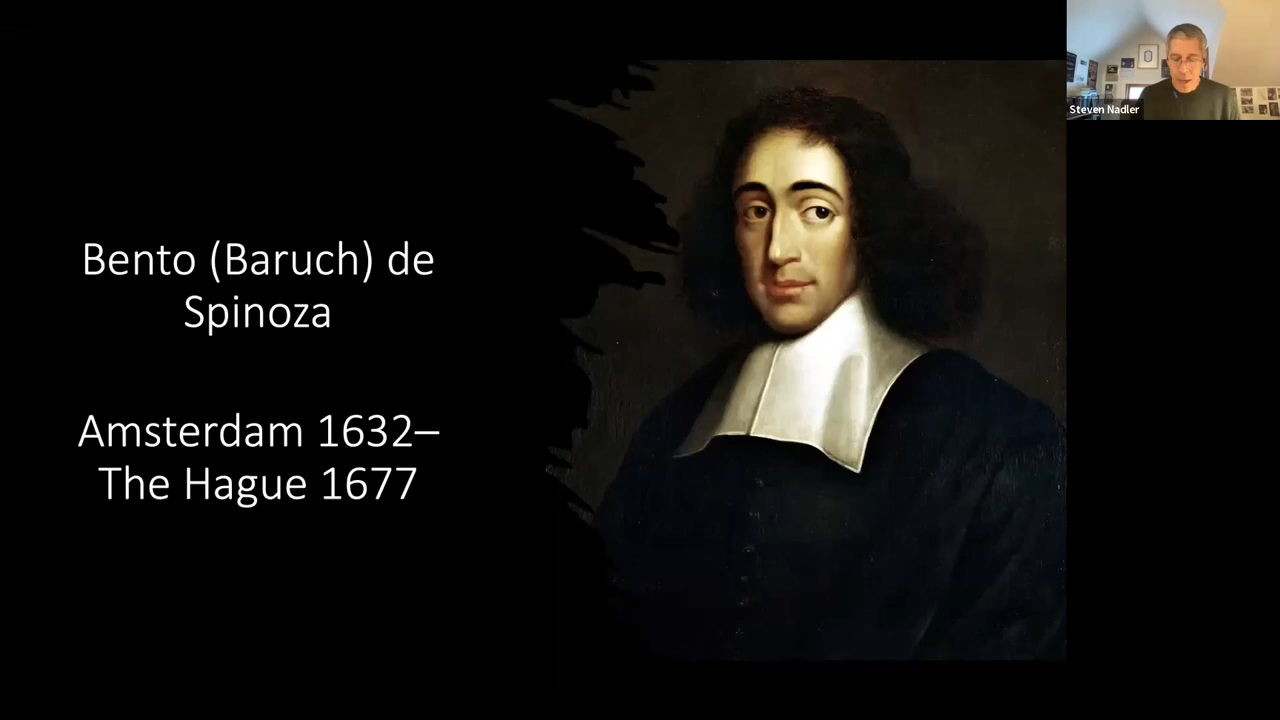 Bento (Baruch) de
Spinoza
Amsterdam 1632–
The Hague 1677
Steven Nadler